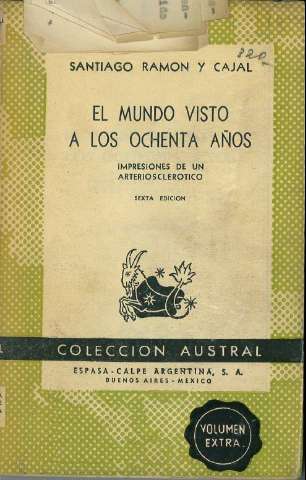 820
SANTIAGO RAMON Y CAJAL
EL MUNDO VISTO
A LOS OCHENTA AÑOS
IMPRESIONES DE UN
ARTERIOSCLEROTICO
SEXTA EDICION
COLECCION AUSTRAL
ESPASA-CALPE ARGENTINA, S. A.
BUENOS AIRES-MEXICO
VOLUMEN
EXTRA